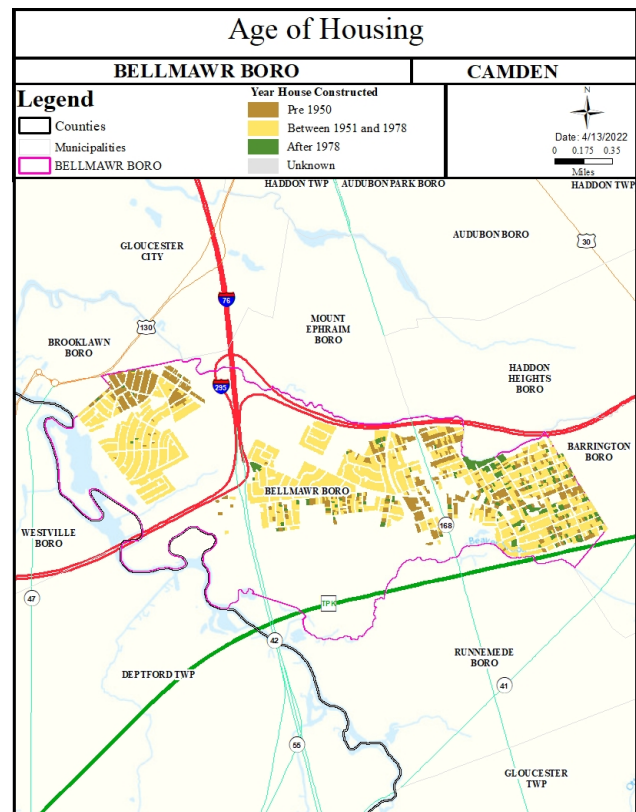 Age of Housing
BELLMAWR BORO
CAMDEN
Legend
Counties
Municipalities
BELLMAWR BORO
Year House Constructed
Pre 1950
Between 1951 and 1978
After 1978
Unknown
N
Date: 4/13/2022
0 0.175 0.35
Miles
HADDON TWP
AUDUBON PARK BORO
HADDON TWP
GLOUCESTER
CITY
AUDUBON BORO
30
76
MOUNT
EPHRAIM
BORO
130
BROOKLAWN
BORO
HADDON
HEIGHTS
BORO
295
BARRINGTON
BORO
BELLMAWR BORO
168
WESTVILLE
BORO
47
TPK
42
RUNNEMEDE
BORO
DEPTFORD TWP
41
55
GLOUCESTER
TWP